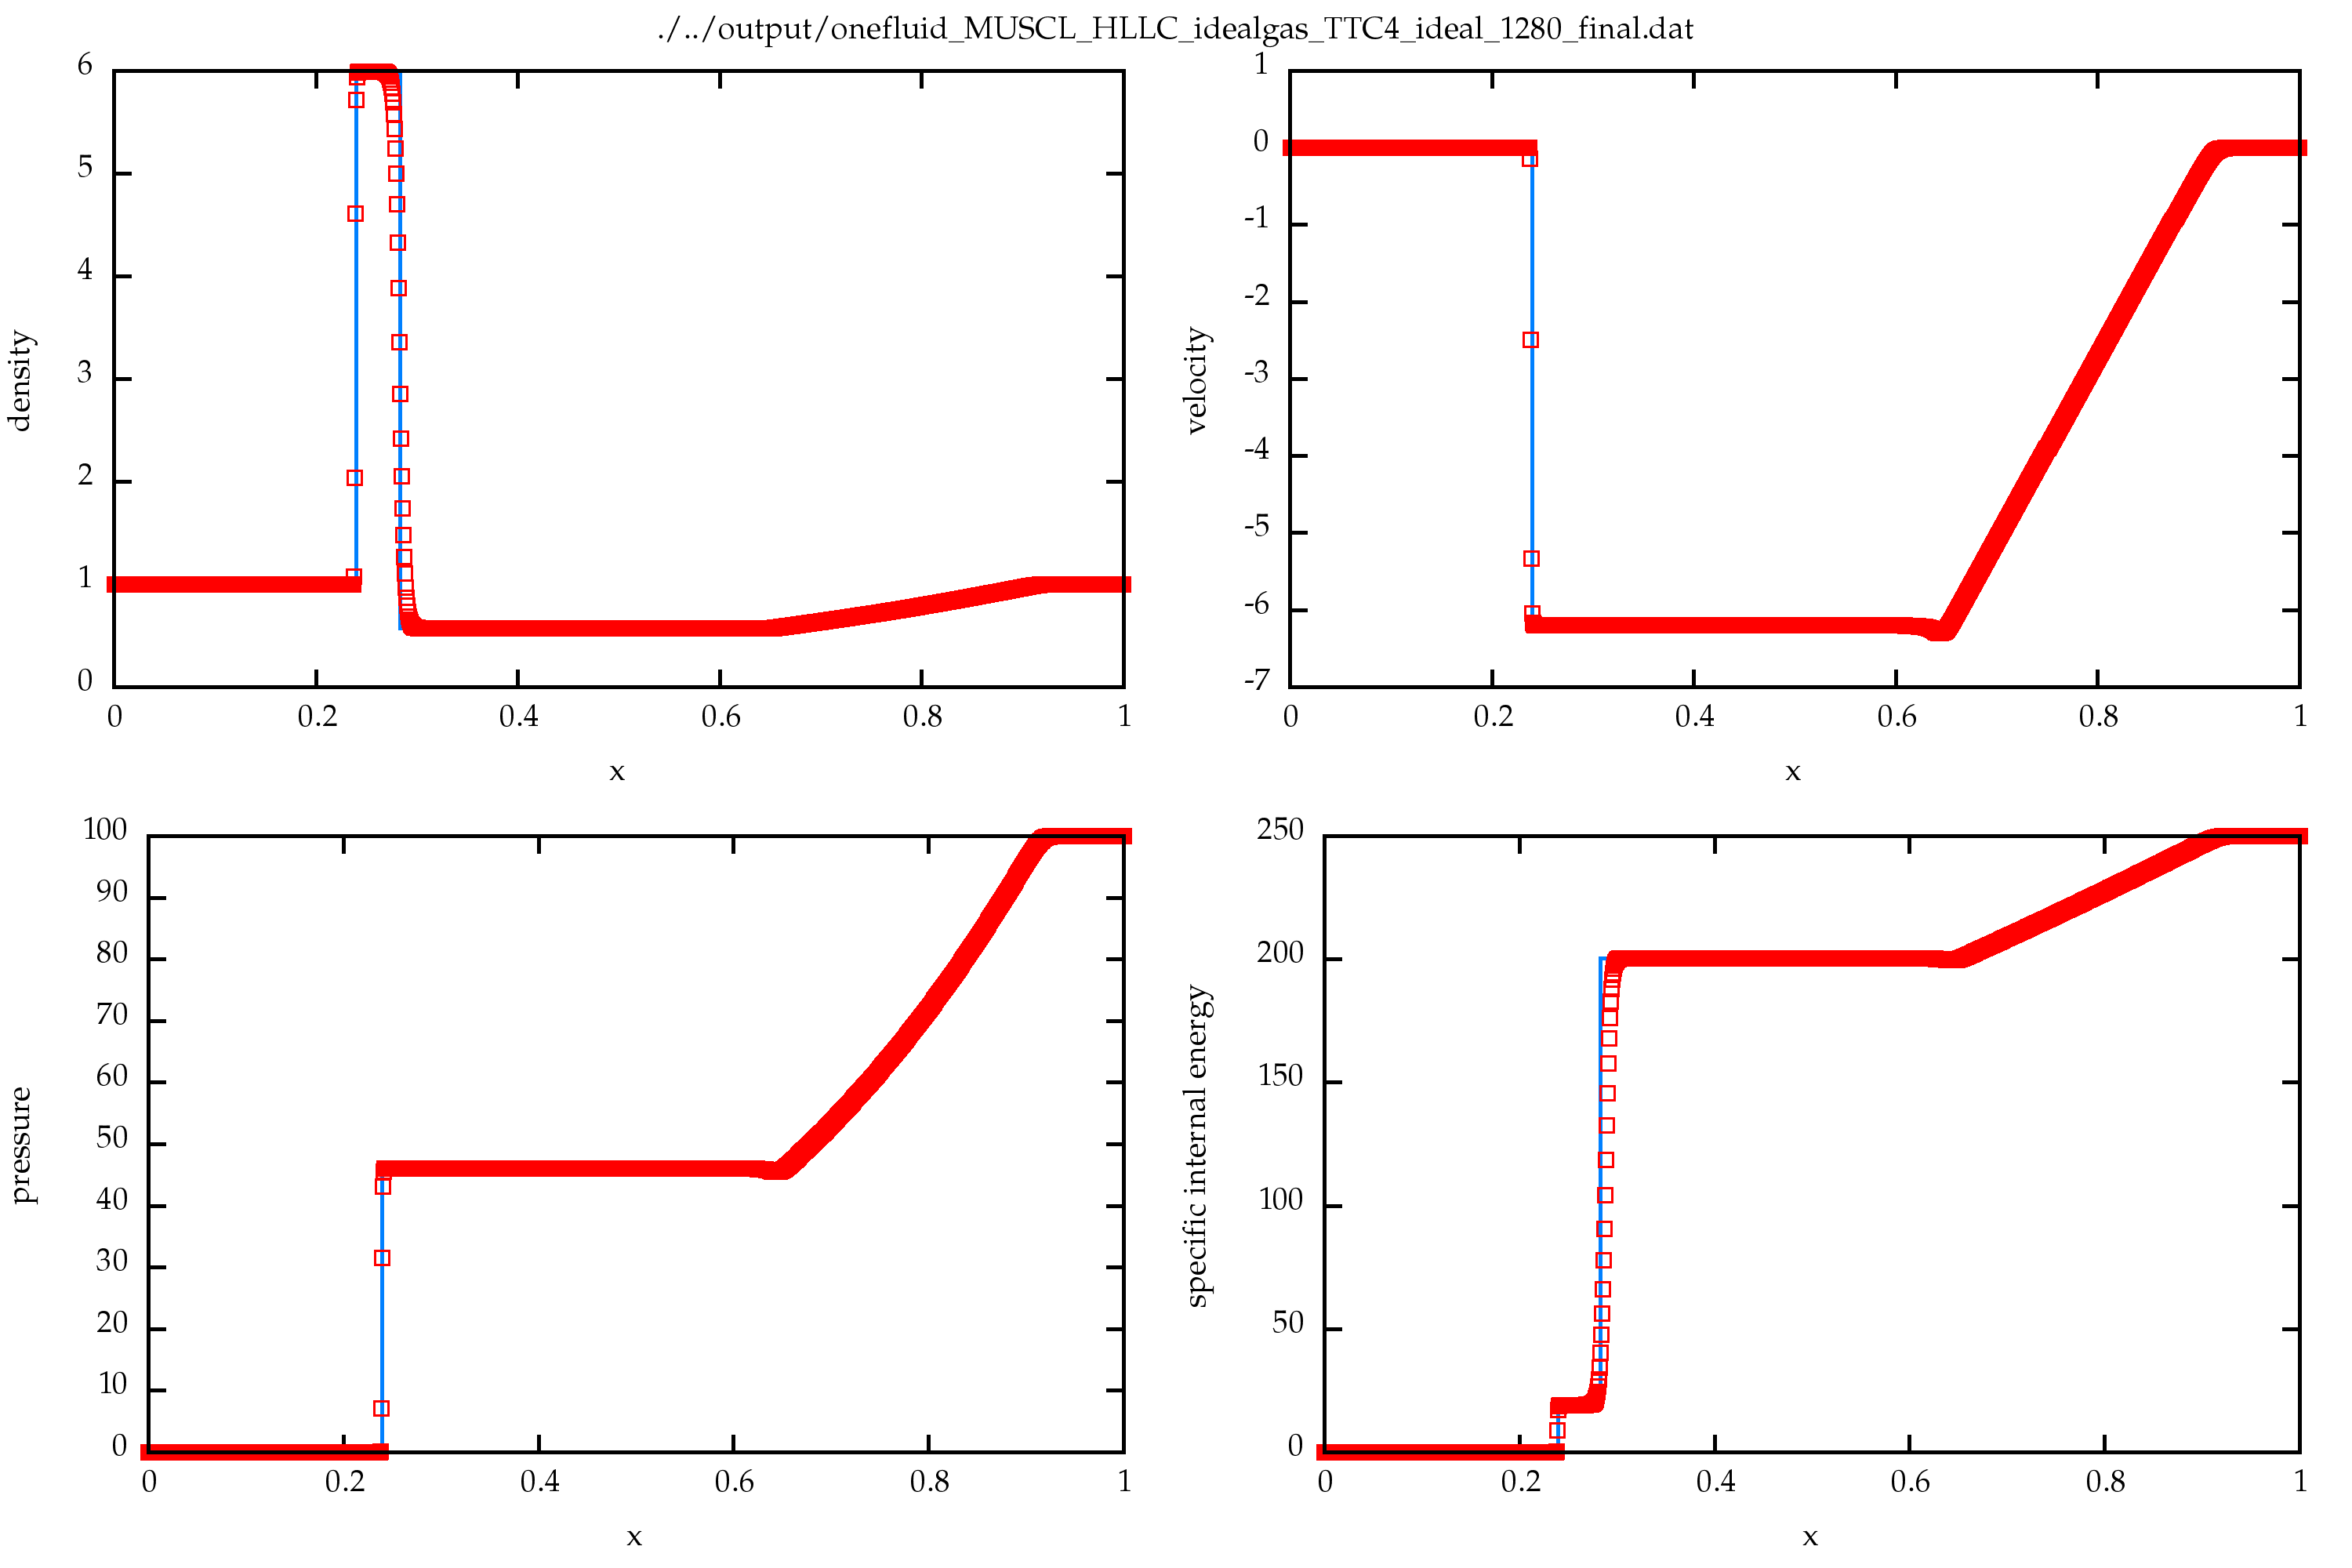 ./../output/onefluid_MUSCL_HLLC_idealgas_TTC4_ideal_1280_final.dat
6
5
4
3
2
1
0
density
0 0.2 0.4 0.6 0.8 1
x
1
0
-1
-2
-3
-4
-5
-6
-7
velocity
0 0.2 0.4 0.6 0.8 1
x
100
90
80
70
60
50
40
30
20
10
0
pressure
0 0.2 0.4 0.6 0.8 1
x
250
200
150
100
50
0
specific internal energy
0 0.2 0.4 0.6 0.8 1
x